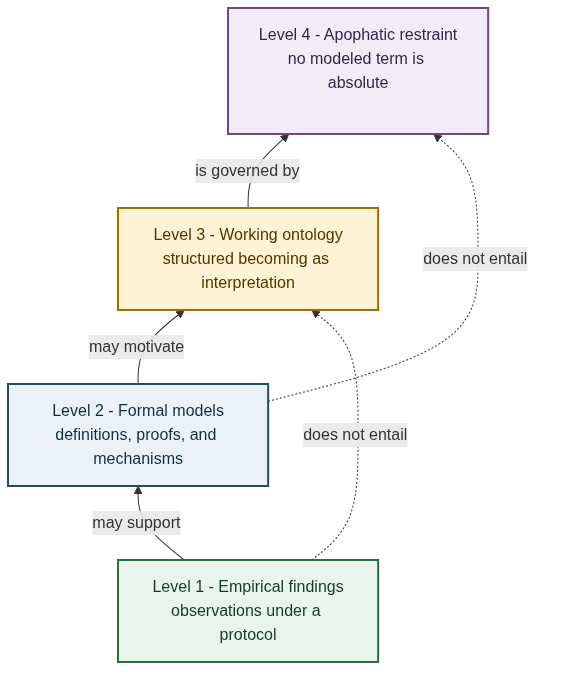 Level 4 - Apophatic restraint
no modeled term is
absolute
is governed by
Level 3 - Working ontology
structured becoming as
interpretation
does not entail
may motivate
Level 2 - Formal models
definitions, proofs, and
mechanisms
does not entail
may support
Level 1 - Empirical findings
observations under a
protocol